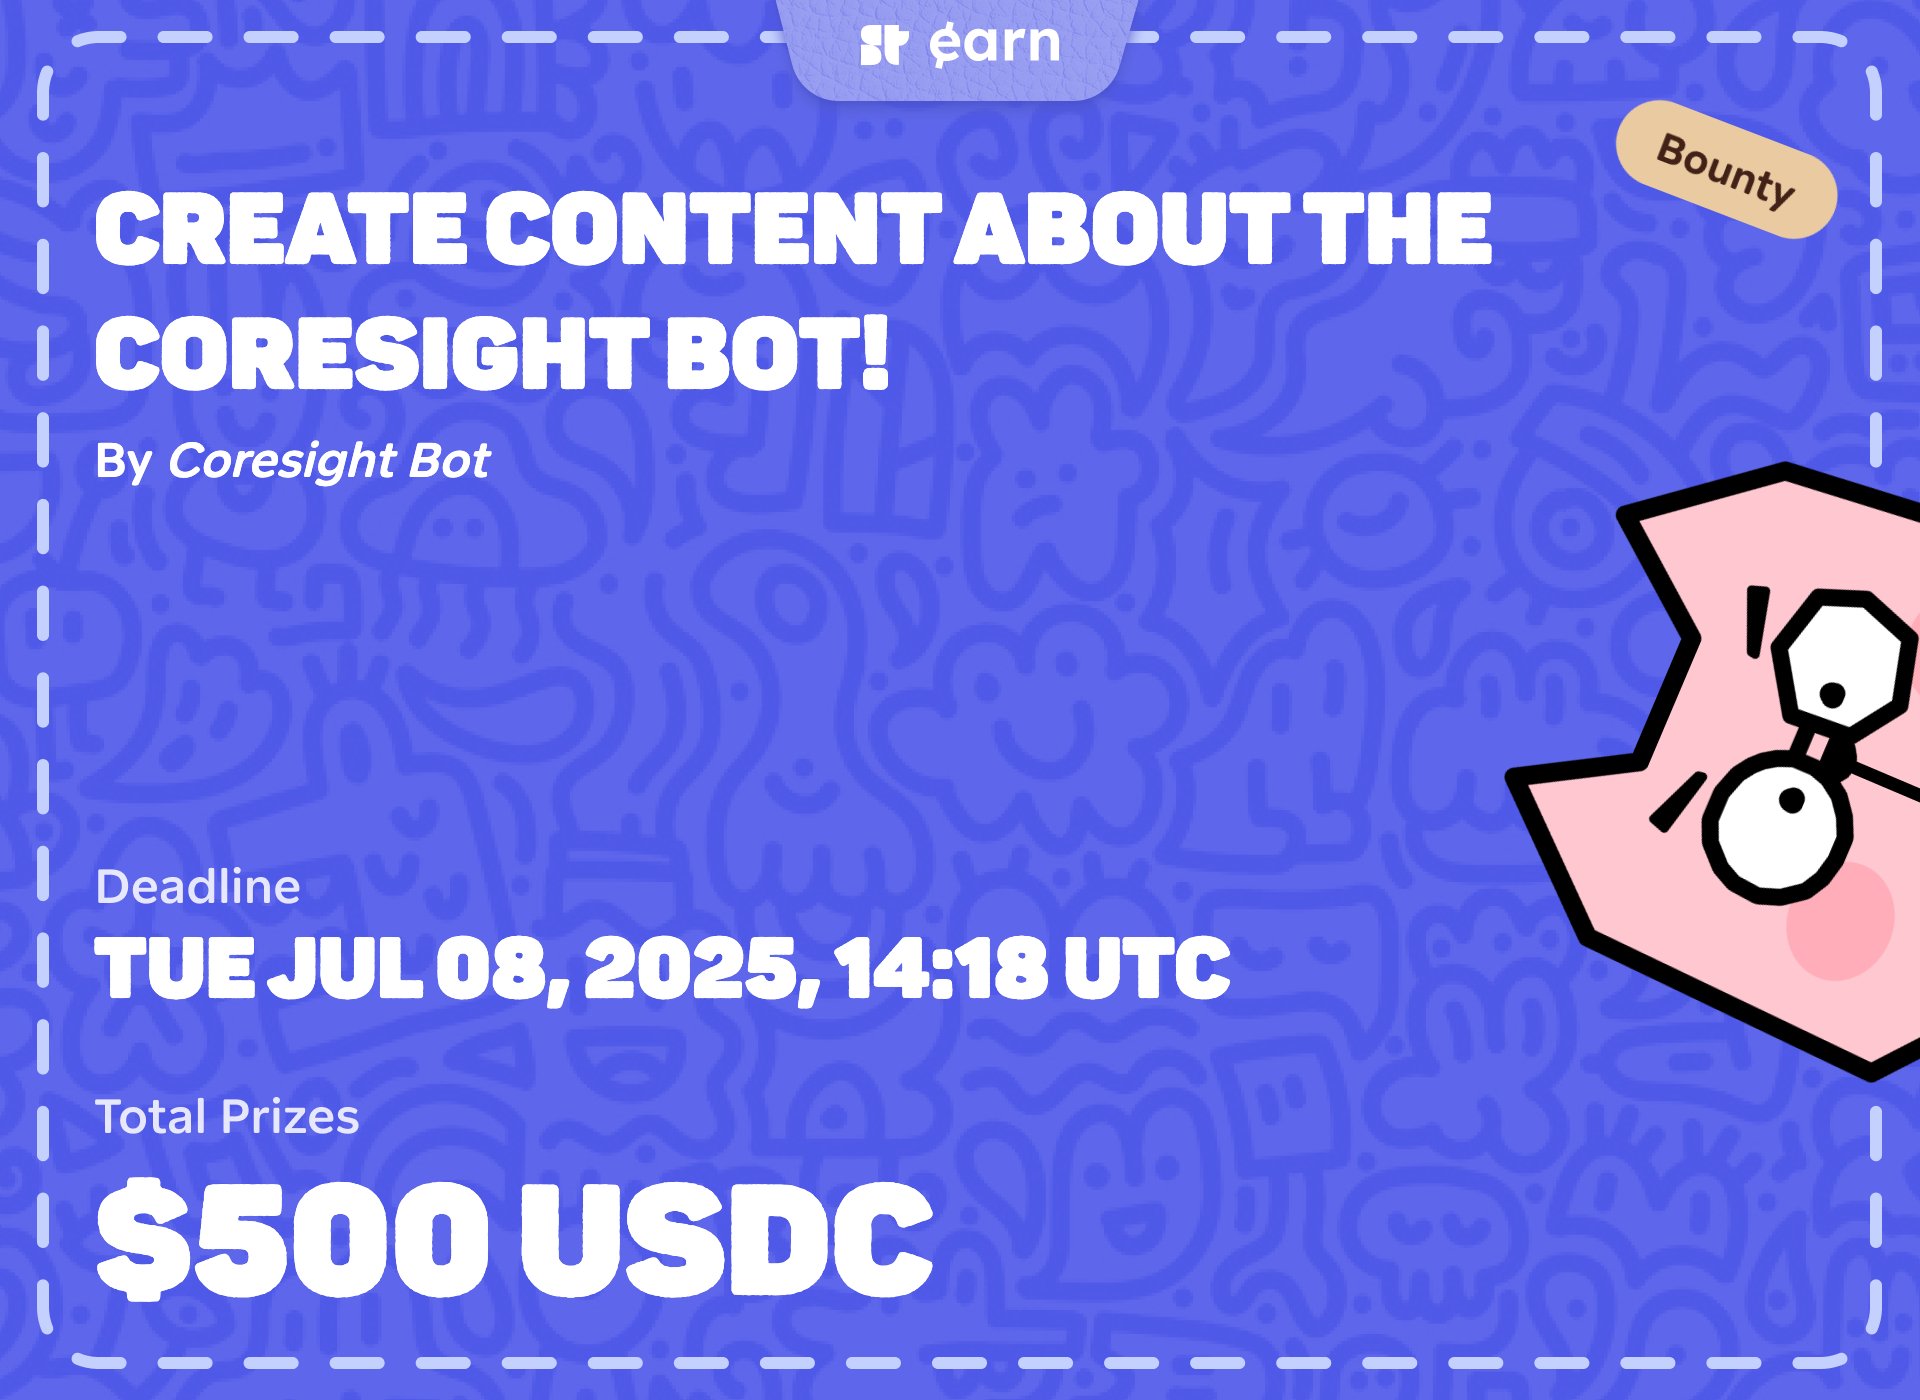 ST earn
Bounty
CREATE CONTENT ABOUT THE
CORESIGHT BOT!
By Coresight Bot
Deadline
TUE JUL 08, 2025, 14:18 UTC
Total Prizes
$500 USDC